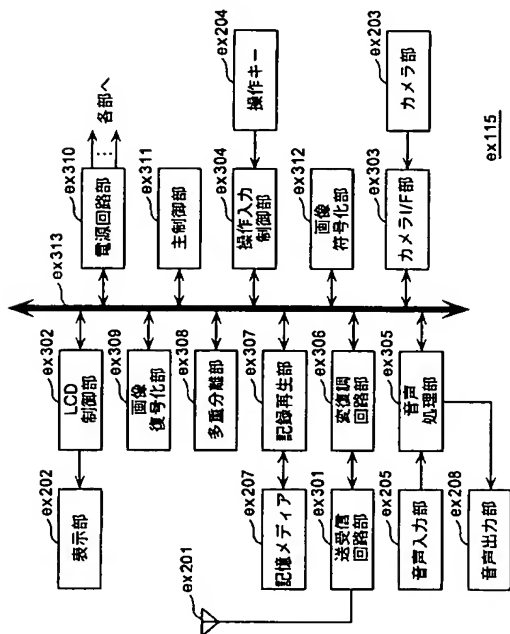 ex115
ex313
ex310
電源回路部
各部へ
ex311
主制御部
ex304
操作入力
制御部
ex204
操作キー
ex312
画像
符号化部
ex303
カメラI/F部
ex203
カメラ部
ex302
LCD
制御部
ex202
表示部
ex309
画像
復号化部
ex308
多重分離部
ex307
記録再生部
ex207
記憶メディア
ex306
変復調
回路部
ex301
送受信
回路部
ex201
ex305
音声
処理部
ex205
音声入力部
ex208
音声出力部